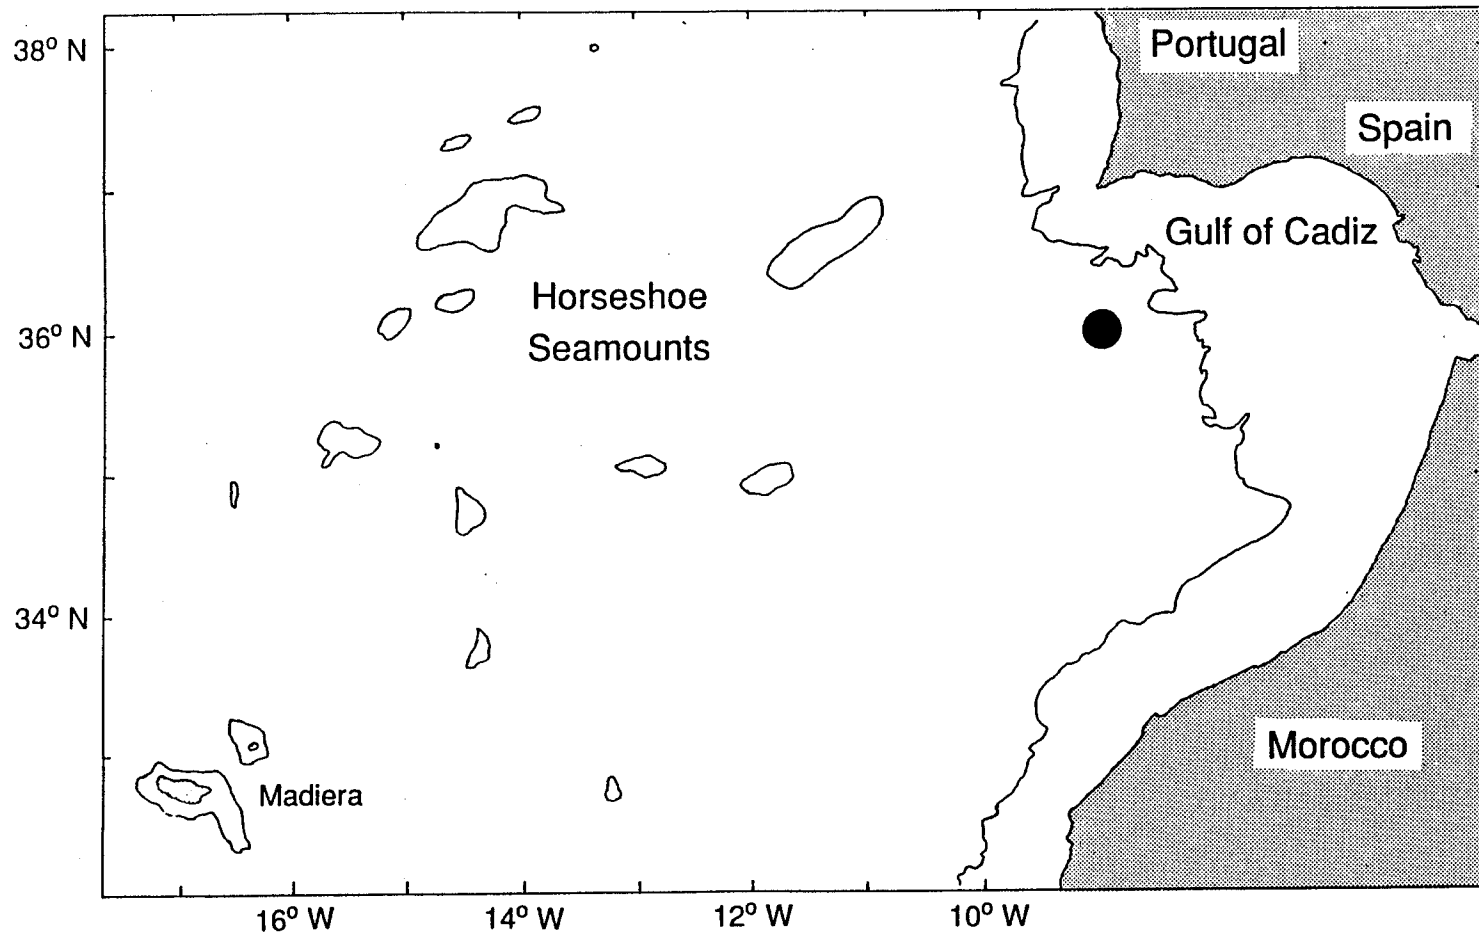 38° N
Portugal
Spain
Gulf of Cadiz
Horseshoe
Seamounts
36° N
34° N
Morocco
Madiera
16° W
14° W
12° W
10° W